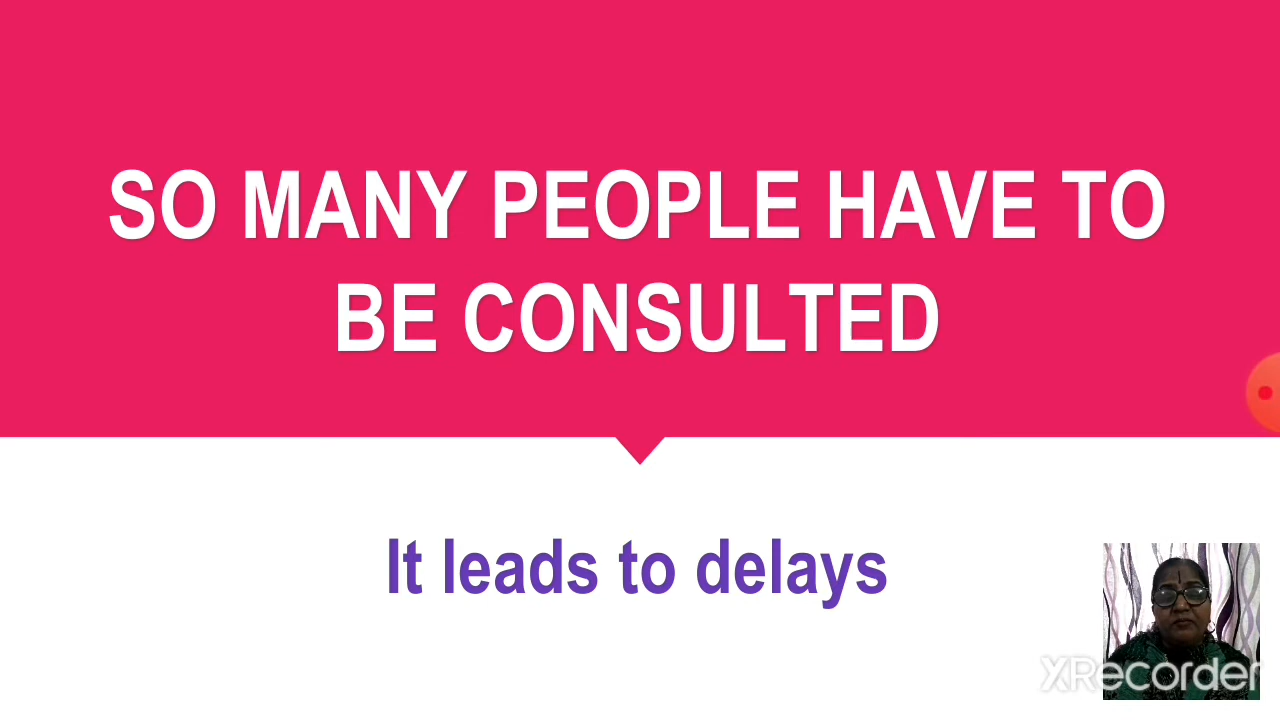 SO MANY PEOPLE HAVE TO
BE CONSULTED
It leads to delays
XRecorder